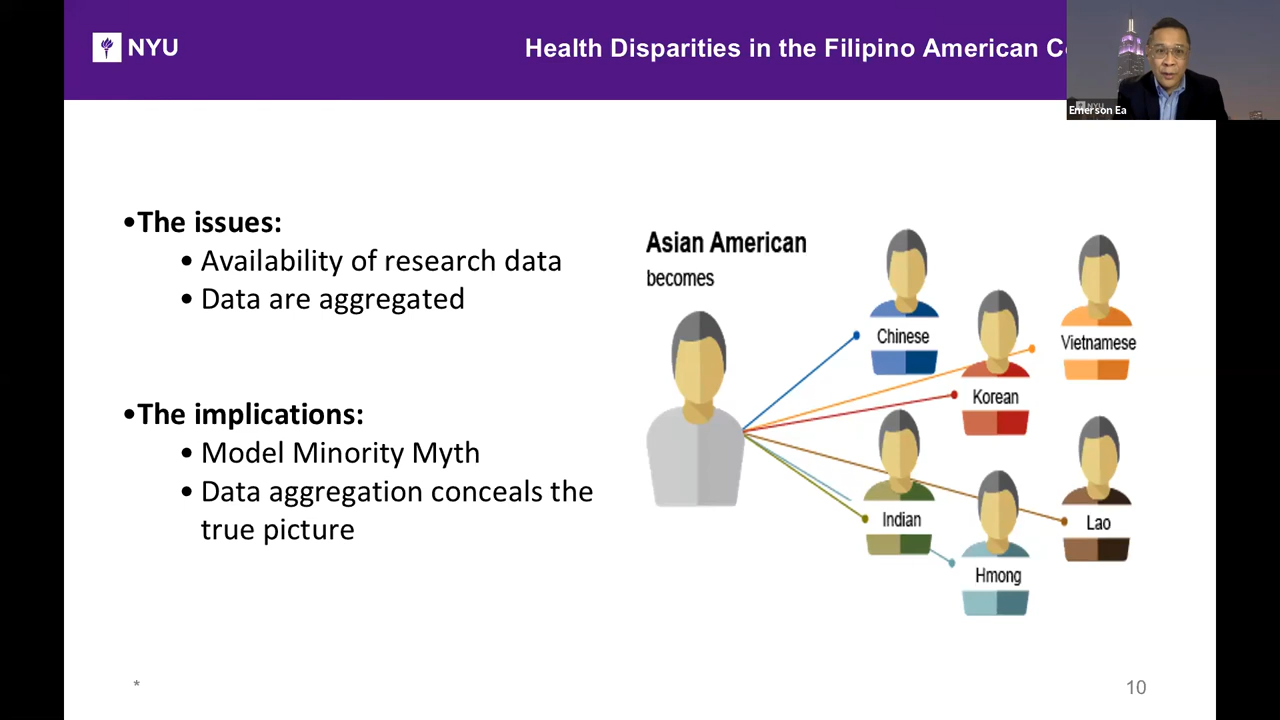 NYU
Health Disparities in the Filipino American
NYU
Emerson Ea
•The issues:
• Availability of research data
• Data are aggregated
•The implications:
• Model Minority Myth
• Data aggregation conceals the
true picture
Asian American
becomes
Chinese
Vietnamese
Korean
Indian
Lao
Hmong
*
10